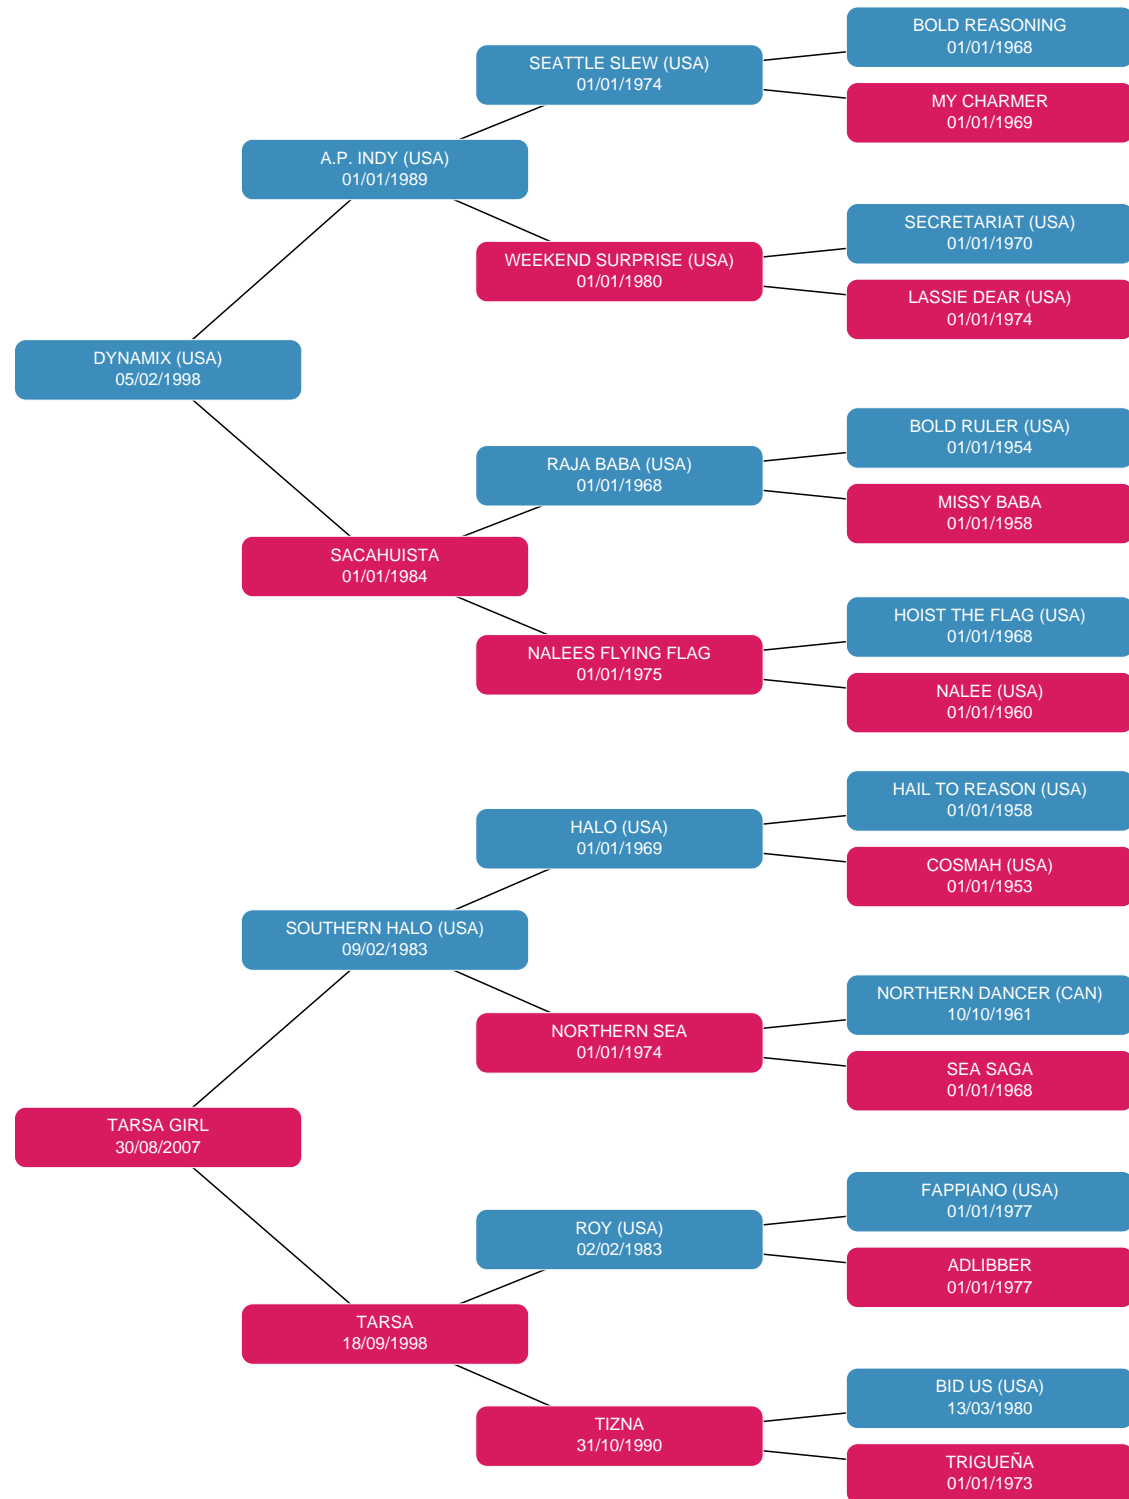 BOLD REASONING
01/01/1968
SEATTLE SLEW (USA)
01/01/1974
MY CHARMER
01/01/1969
A.P. INDY (USA)
01/01/1989
SECRETARIAT (USA)
01/01/1970
WEEKEND SURPRISE (USA)
01/01/1980
LASSIE DEAR (USA)
01/01/1974
DYNAMIX (USA)
05/02/1998
BOLD RULER (USA)
01/01/1954
RAJA BABA (USA)
01/01/1968
MISSY BABA
01/01/1958
SACAHUISTA
01/01/1984
HOIST THE FLAG (USA)
01/01/1968
NALEES FLYING FLAG
01/01/1975
NALEE (USA)
01/01/1960
HAIL TO REASON (USA)
01/01/1958
HALO (USA)
01/01/1969
COSMAH (USA)
01/01/1953
SOUTHERN HALO (USA)
09/02/1983
NORTHERN DANCER (CAN)
10/10/1961
NORTHERN SEA
01/01/1974
SEA SAGA
01/01/1968
TARSA GIRL
30/08/2007
FAPPIANO (USA)
01/01/1977
ROY (USA)
02/02/1983
ADLIBBER
01/01/1977
TARSA
18/09/1998
BID US (USA)
13/03/1980
TIZNA
31/10/1990
TRIGUEÑA
01/01/1973